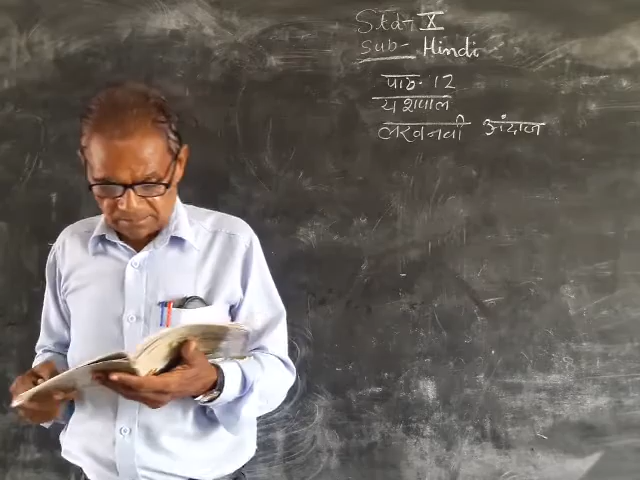 Std- X
Sub- Hindi
पाठ- 12
यशपाल
लखनवी अंदाज